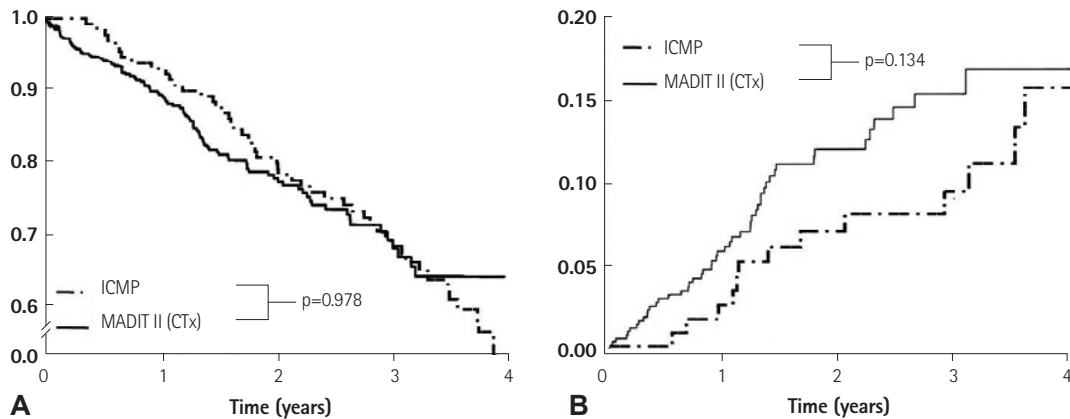 1.0
0.9
0.8
0.7
0.6
0.0
ICMP
MADIT II (CTx)
p=0.978
0 1 2 3 4
Time (years)
A
0.20
0.15
0.10
0.05
0.00
ICMP
MADIT II (CTx)
p=0.134
0 1 2 3 4
Time (years)
B